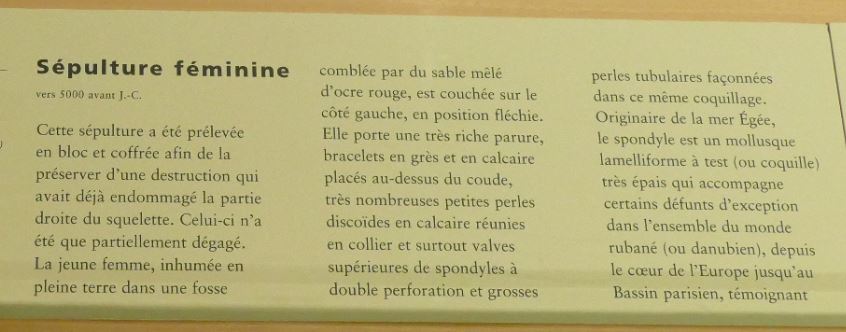 Sépulture féminine
vers 5000 avant J.-C.
Cette sépulture a été prélevée
en bloc et coffrée afin de la
préserver d'une destruction qui
avait déjà endommagé la partie
droite du squelette. Celui-ci n'a
été que partiellement dégagé.
La jeune femme, inhumée en
pleine terre dans une fosse
comblée par du sable mêlé
d'ocre rouge, est couchée sur le
côté gauche, en position fléchie.
Elle porte une très riche parure,
bracelets en grès et en calcaire
placés au-dessus du coude,
très nombreuses petites perles
discoïdes en calcaire réunies
en collier et surtout valves
supérieures de spondyles à
double perforation et grosses
perles tubulaires façonnées
dans ce même coquillage.
Originaire de la mer Égée,
le spondyle est un mollusque
lamelliforme à test (ou coquille)
très épais qui accompagne
certains défunts d'exception
dans l'ensemble du monde
rubané (ou danubien), depuis
le cœur de l'Europe jusqu'au
Bassin parisien, témoignant